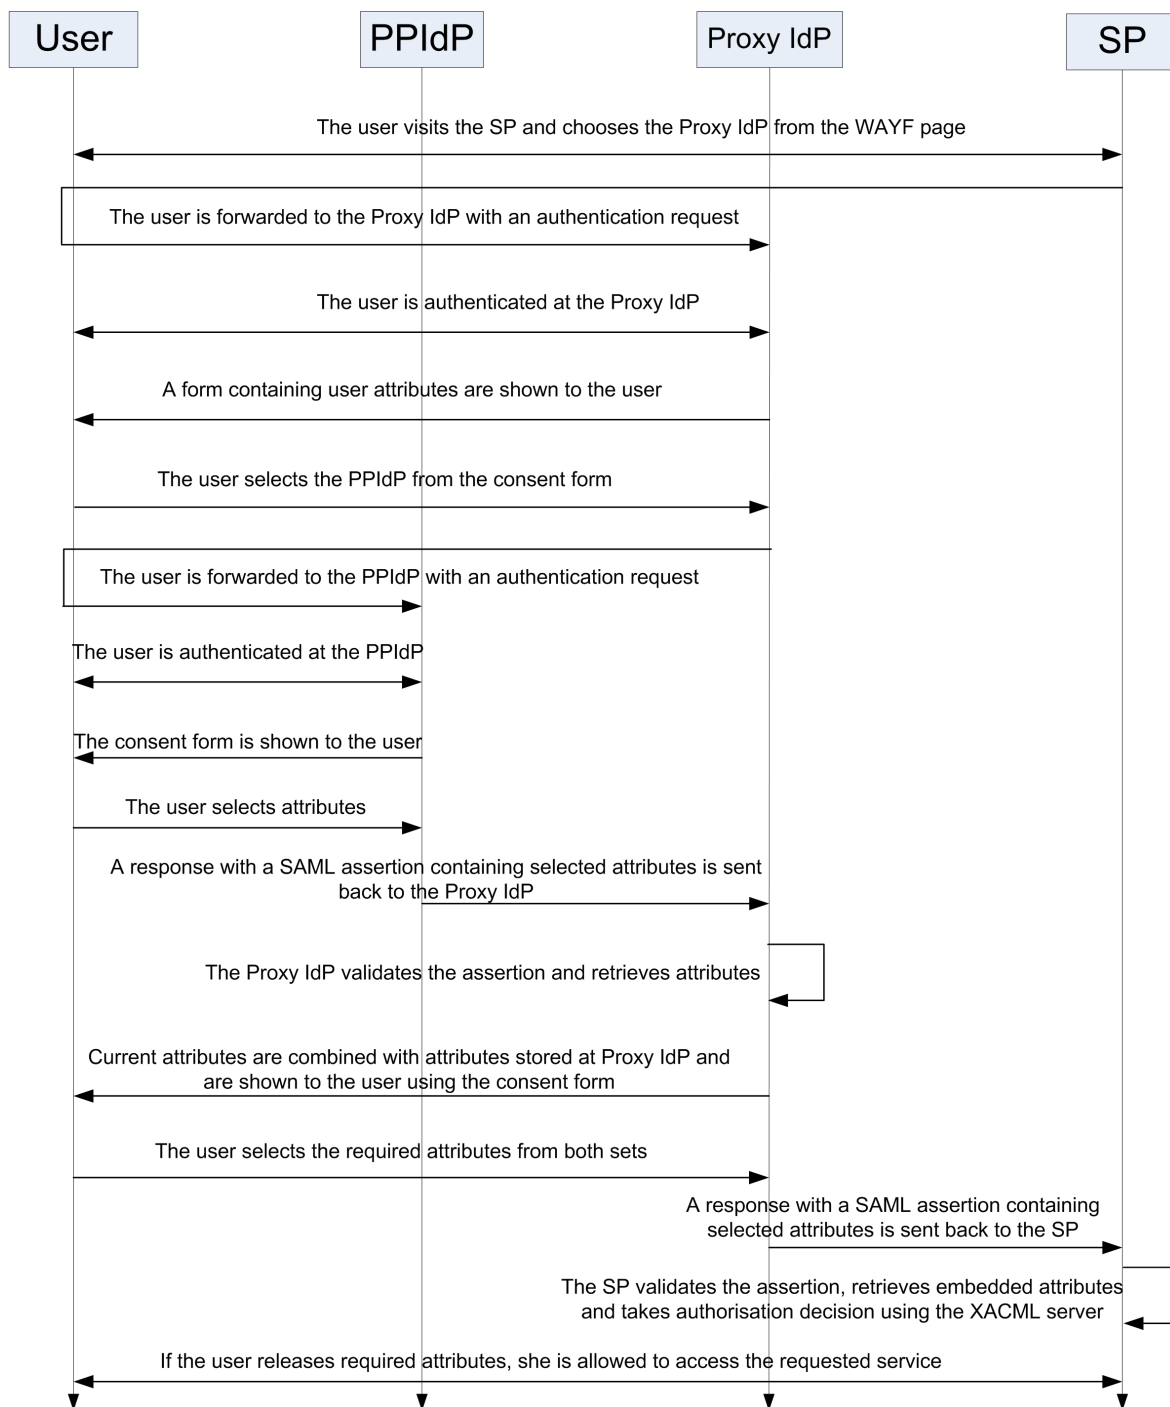 User
PPIdP
Proxy IdP
SP
The user visits the SP and chooses the Proxy IdP from the WAYF page
The user is forwarded to the Proxy IdP with an authentication request
The user is authenticated at the Proxy IdP
A form containing user attributes are shown to the user
The user selects the PPIdP from the consent form
The user is forwarded to the PPIdP with an authentication request
The user is authenticated at the PPIdP
The consent form is shown to the user
The user selects attributes
A response with a SAML assertion containing selected attributes is sent
back to the Proxy IdP
The Proxy IdP validates the assertion and retrieves attributes
Current attributes are combined with attributes stored at Proxy IdP and
are shown to the user using the consent form
The user selects the required attributes from both sets
A response with a SAML assertion containing
selected attributes is sent back to the SP
The SP validates the assertion, retrieves embedded attributes
and takes authorisation decision using the XACML server
If the user releases required attributes, she is allowed to access the requested service